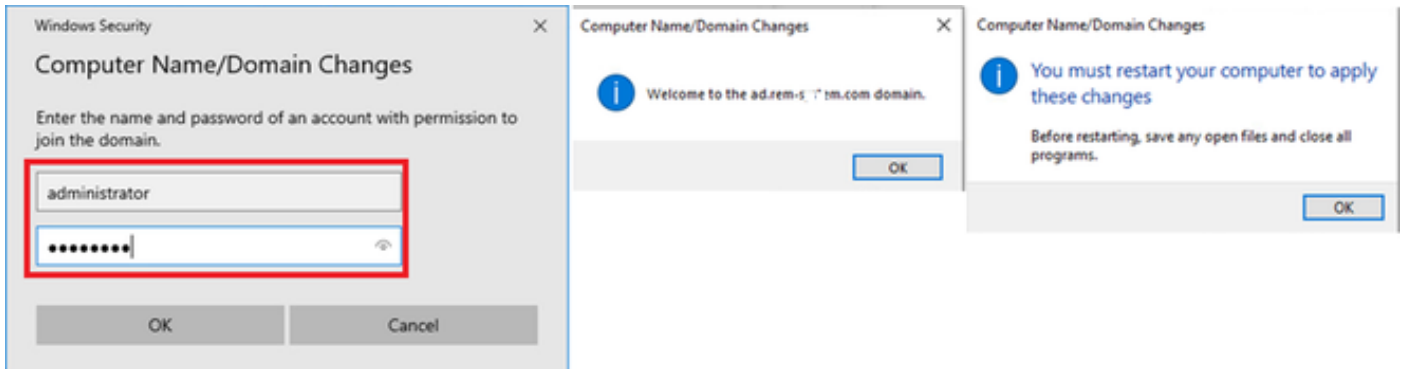 Windows Security
Computer Name/Domain Changes
Enter the name and password of an account with permission to
join the domain.
administrator
••••••••
OK
Cancel
Computer Name/Domain Changes
Welcome to the domain.
OK
Computer Name/Domain Changes
You must restart your computer to apply
these changes
Before restarting, save any open files and close all
programs.
OK